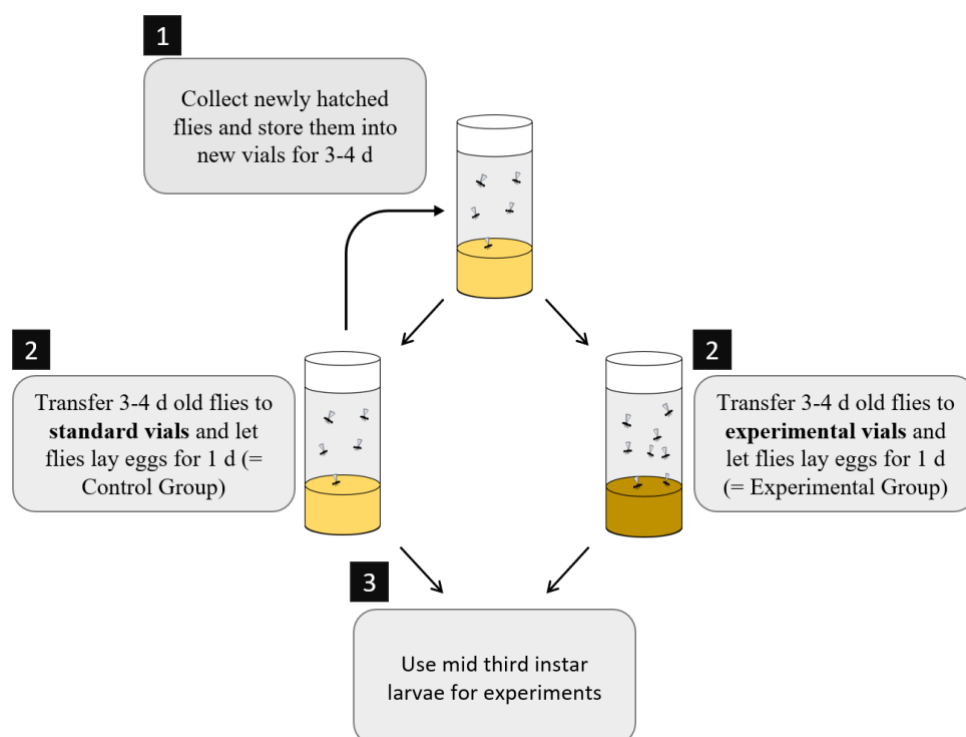 1
Collect newly hatched
flies and store them into
new vials for 3-4 d
2
Transfer 3-4 d old flies to
standard vials and let
flies lay eggs for 1 d (=
Control Group)
2
Transfer 3-4 d old flies to
experimental vials and
let flies lay eggs for 1 d
(= Experimental Group)
3
Use mid third instar
larvae for experiments